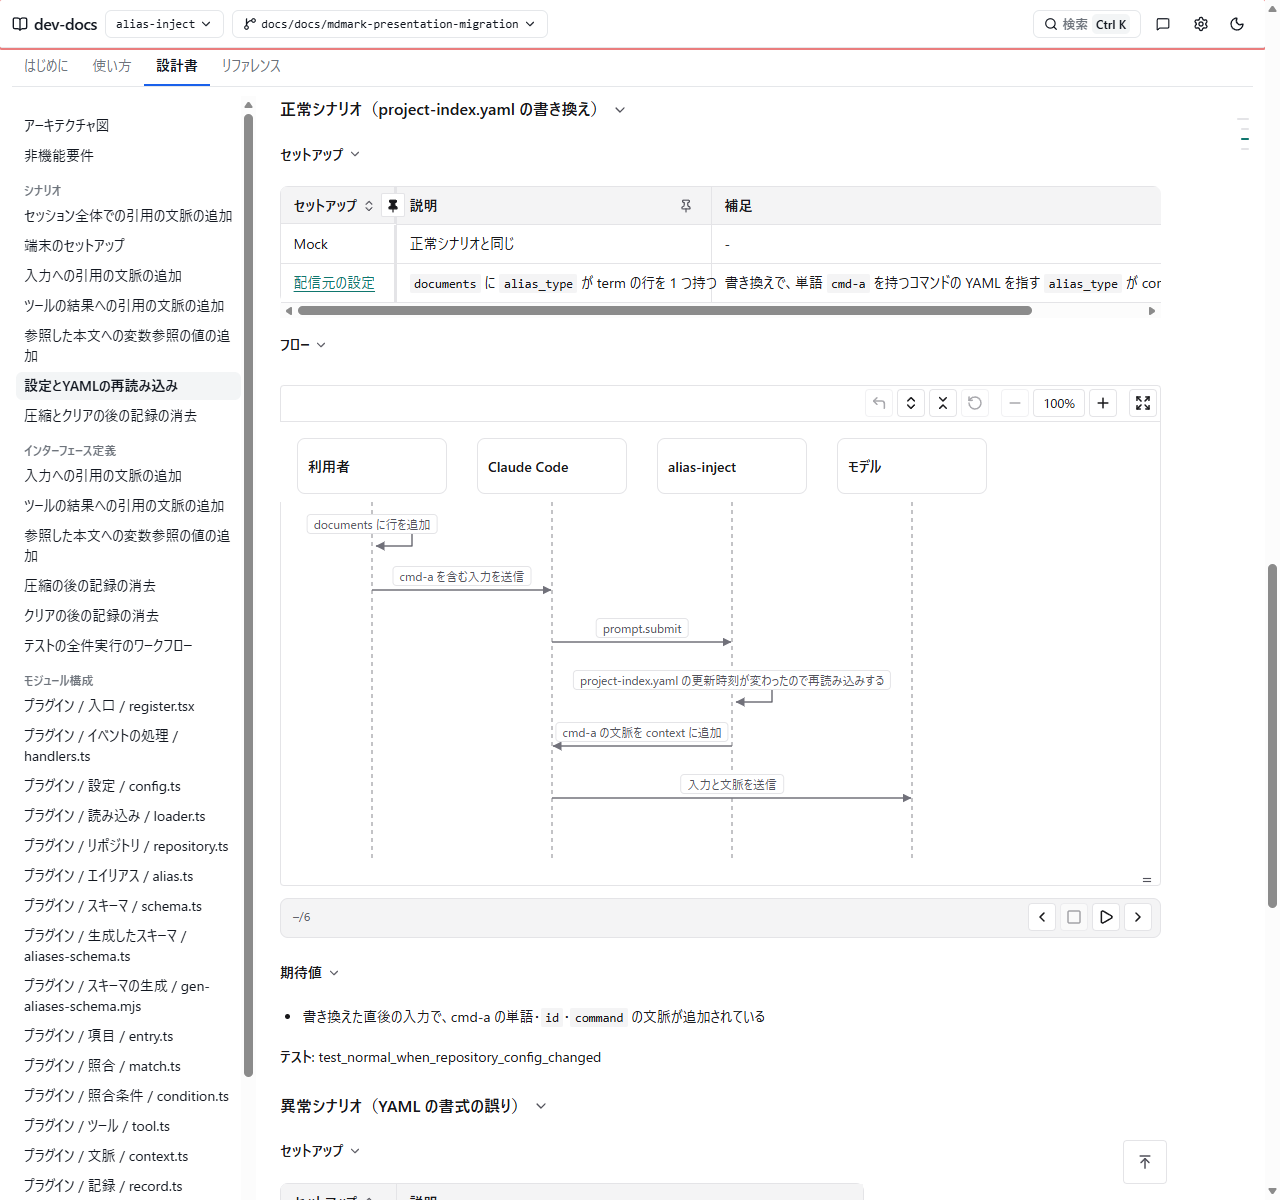 dev-docs
alias-inject
docs/docs/mdmark-presentation-migration
検索 Ctrl K
はじめに
使い方
設計書
リファレンス
アーキテクチャ図
非機能要件
シナリオ
セッション全体での引用の文脈の追加
端末のセットアップ
入力への引用の文脈の追加
ツールの結果への引用の文脈の追加
参照した本文への変数参照の値の追
加
設定とYAMLの再読み込み
圧縮とクリアの後の記録の消去
インターフェース定義
入力への引用の文脈の追加
ツールの結果への引用の文脈の追加
参照した本文への変数参照の値の追
加
圧縮の後の記録の消去
クリアの後の記録の消去
テストの全件実行のワークフロー
モジュール構成
プラグイン / 入口 / register.tsx
プラグイン / イベントの処理 /
handlers.ts
プラグイン / 設定 / config.ts
プラグイン / 読み込み / loader.ts
プラグイン / リポジトリ / repository.ts
プラグイン / エイリアス / alias.ts
プラグイン / スキーマ / schema.ts
プラグイン / 生成したスキーマ /
aliases-schema.ts
プラグイン / スキーマの生成 / gen-
aliases-schema.mjs
プラグイン / 項目 / entry.ts
プラグイン / 照合 / match.ts
プラグイン / 照合条件 / condition.ts
プラグイン / ツール / tool.ts
プラグイン / 文脈 / context.ts
プラグイン / 記録 / record.ts
正常シナリオ（project-index.yaml の書き換え）
セットアップ
セットアップ 説明 補足
Mock 正常シナリオと同じ -
配信元の設定 documents に alias_type が term の行を 1 つ持つ 書き換えで、単語 cmd-a を持つコマンドの YAML を指す alias_type が cor
フロー
100%
利用者
Claude Code
alias-inject
モデル
documents に行を追加
cmd-a を含む入力を送信
prompt.submit
project-index.yaml の更新時刻が変わったので再読み込みする
cmd-a の文脈を context に追加
入力と文脈を送信
–/6
期待値
書き換えた直後の入力で、cmd-a の単語・ id ・ command の文脈が追加されている
テスト: test_normal_when_repository_config_changed
異常シナリオ（YAML の書式の誤り）
セットアップ
セットアップ 説明